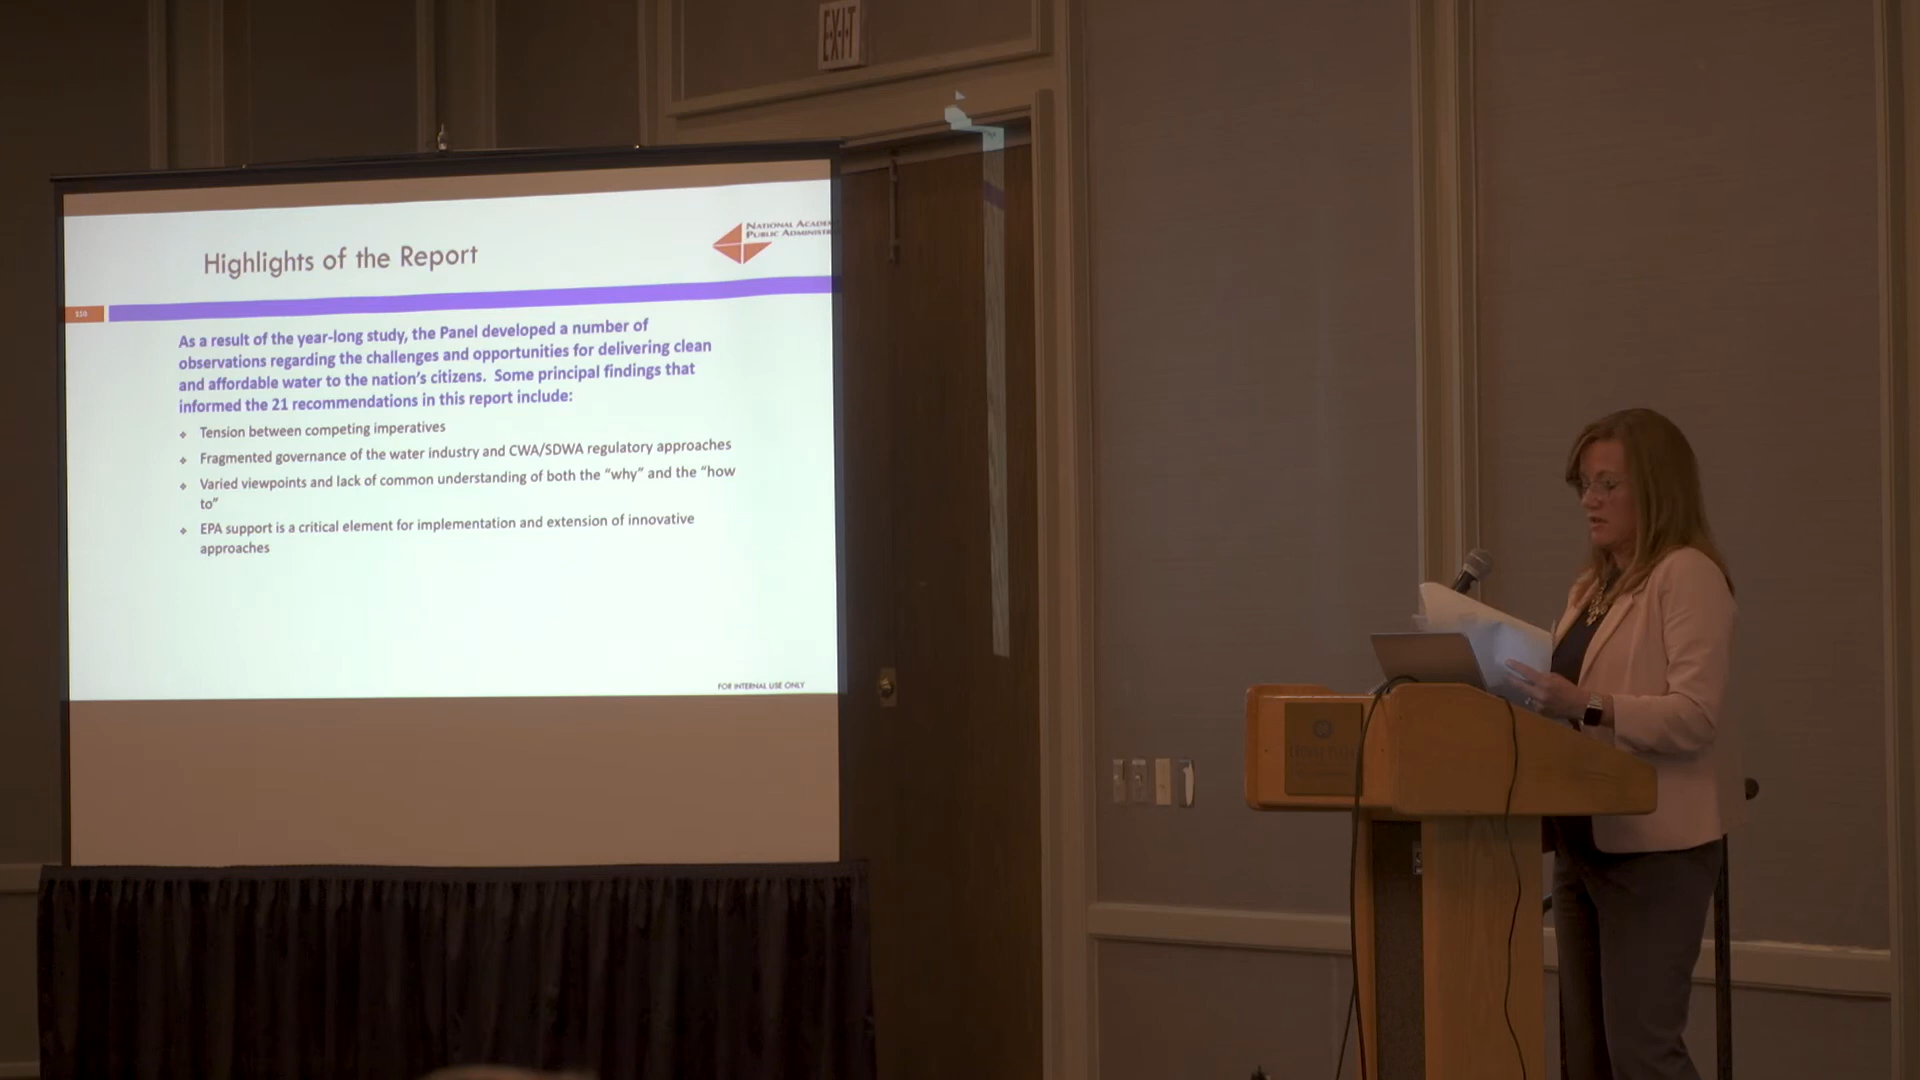 EXIT
NATIONAL ACADE
PUBLIC ADMINISTR
Highlights of the Report
As a result of the year-long study, the Panel developed a number of
observations regarding the challenges and opportunities for delivering clean
and affordable water to the nation's citizens. Some principal findings that
informed the 21 recommendations in this report include:
❖ Tension between competing imperatives
❖ Fragmented governance of the water industry and CWA/SDWA regulatory approaches
❖ Varied viewpoints and lack of common understanding of both the "why" and the "how
to"
❖ EPA support is a critical element for implementation and extension of innovative
approaches
FOR INTERNAL USE ONLY